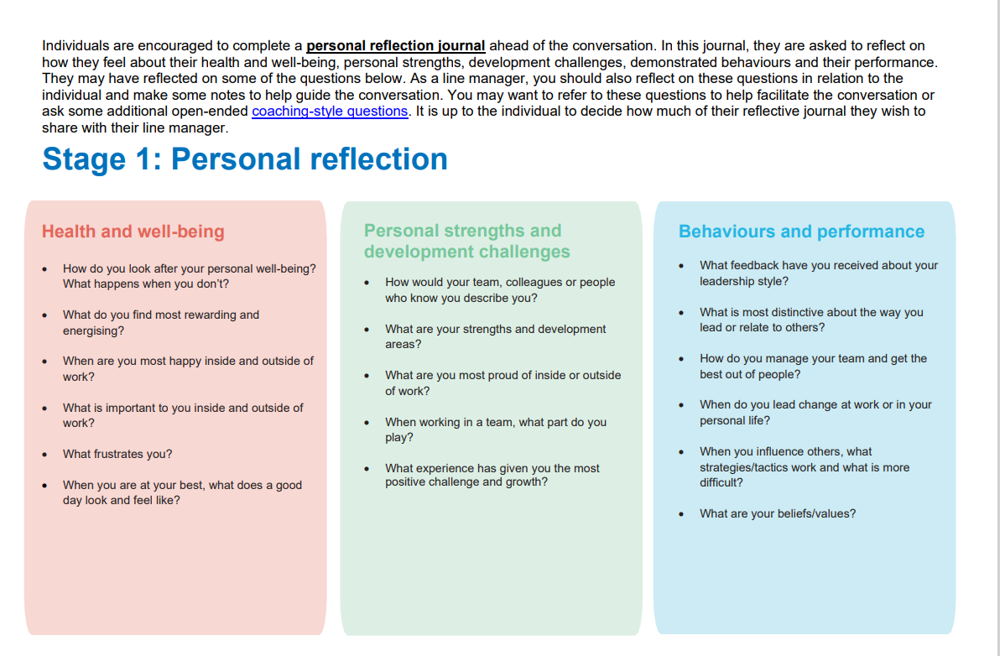 Individuals are encouraged to complete a personal reflection journal ahead of the conversation. In this journal, they are asked to reflect on
how they feel about their health and well-being, personal strengths, development challenges, demonstrated behaviours and their performance.
They may have reflected on some of the questions below. As a line manager, you should also reflect on these questions in relation to the
individual and make some notes to help guide the conversation. You may want to refer to these questions to help facilitate the conversation or
ask some additional open-ended coaching-style questions. It is up to the individual to decide how much of their reflective journal they wish to
share with their line manager.
Stage 1: Personal reflection
Health and well-being
• How do you look after your personal well-being?
What happens when you don't?
• What do you find most rewarding and
energising?
• When are you most happy inside and outside of
work?
• What is important to you inside and outside of
work?
• What frustrates you?
• When you are at your best, what does a good
day look and feel like?
Personal strengths and
development challenges
• How would your team, colleagues or people
who know you describe you?
• What are your strengths and development
areas?
• What are you most proud of inside or outside
of work?
• When working in a team, what part do you
play?
• What experience has given you the most
positive challenge and growth?
Behaviours and performance
• What feedback have you received about your
leadership style?
• What is most distinctive about the way you
lead or relate to others?
• How do you manage your team and get the
best out of people?
• When do you lead change at work or in your
personal life?
• When you influence others, what
strategies/tactics work and what is more
difficult?
• What are your beliefs/values?